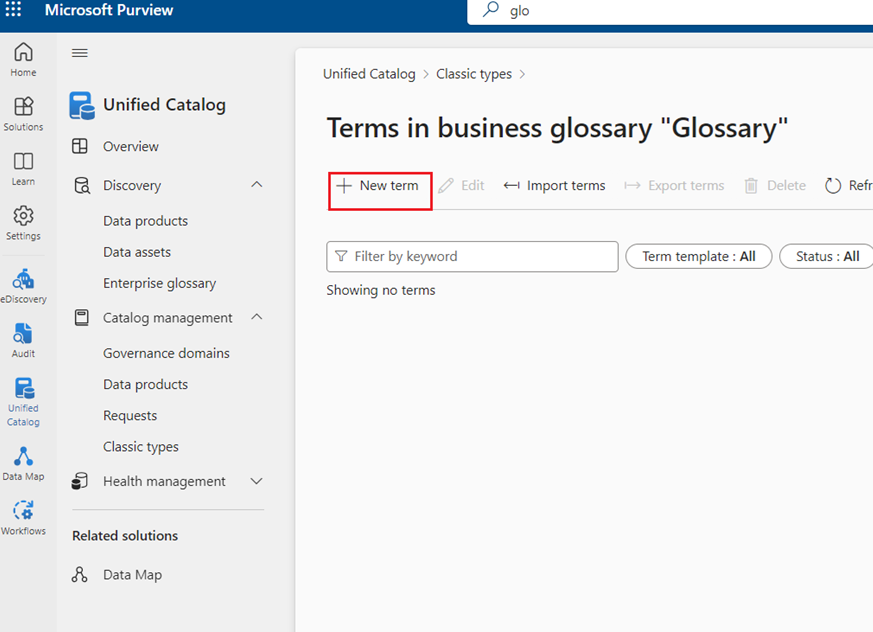 Microsoft Purview
glo
Home
Solutions
Learn
Settings
eDiscovery
Audit
Unified
Catalog
Data Map
Workflows
Unified Catalog
Overview
Discovery
Data products
Data assets
Enterprise glossary
Catalog management
Governance domains
Data products
Requests
Classic types
Health management
Related solutions
Data Map
Unified Catalog > Classic types >
Terms in business glossary "Glossary"
New term Edit Import terms Export terms Delete Refr
Filter by keyword Term template : All Status : All
Showing no terms